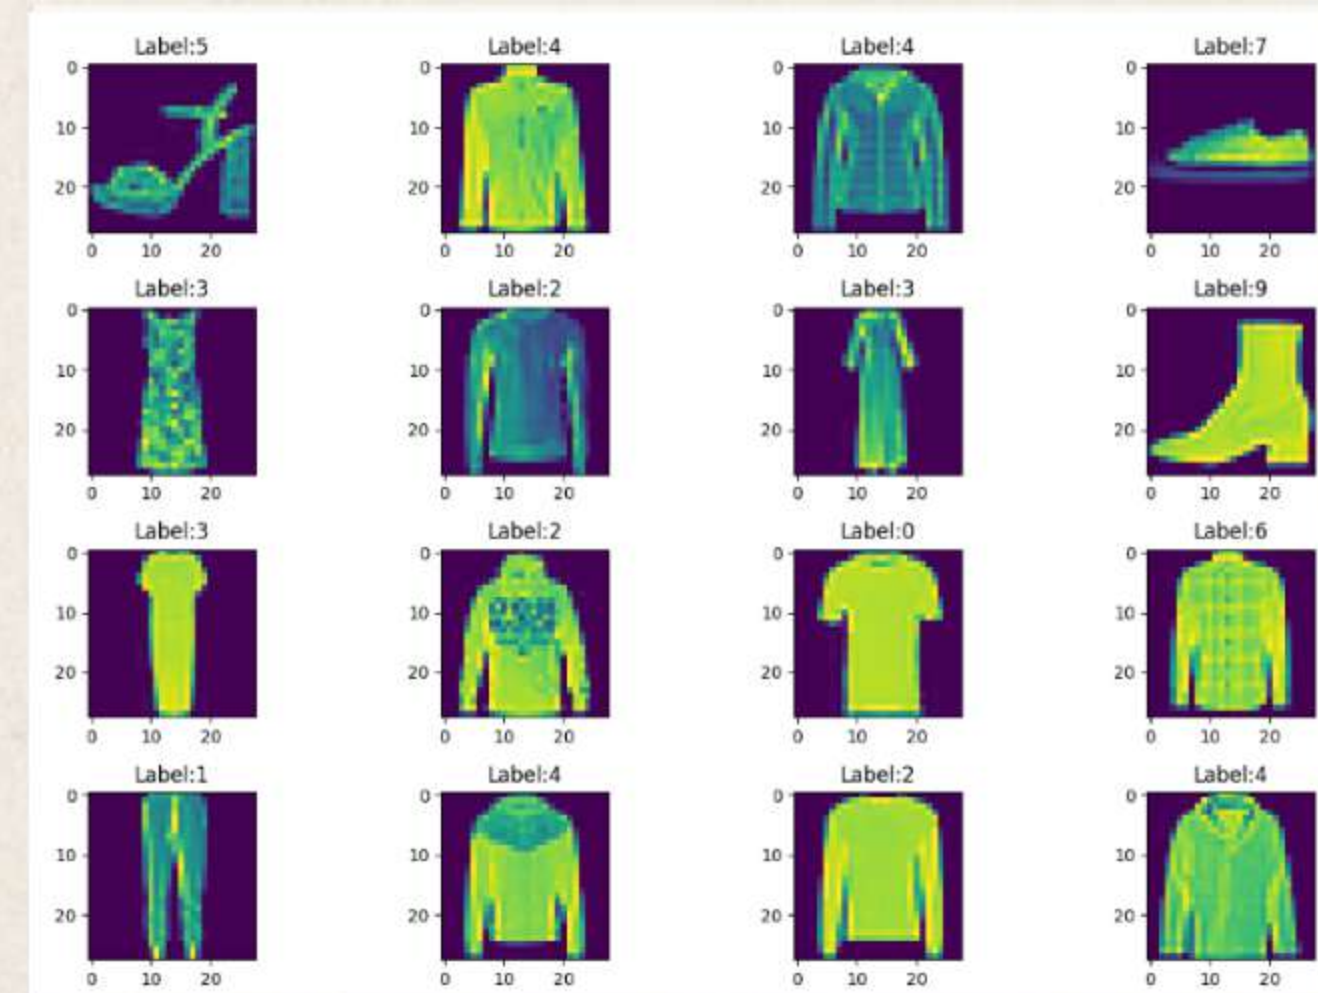 Label:5 Label:4 Label:4 Label:7
0 0 0 0
10 10 10 10
20 20 20 20
0 10 20 0 10 20 0 10 20 0 10 20
Label:3 Label:2 Label:3 Label:9
0 0 0 0
10 10 10 10
20 20 20 20
0 10 20 0 10 20 0 10 20 0 10 20
Label:3 Label:2 Label:0 Label:6
0 0 0 0
10 10 10 10
20 20 20 20
0 10 20 0 10 20 0 10 20 0 10 20
Label:1 Label:4 Label:2 Label:4
0 0 0 0
10 10 10 10
20 20 20 20
0 10 20 0 10 20 0 10 20 0 10 20